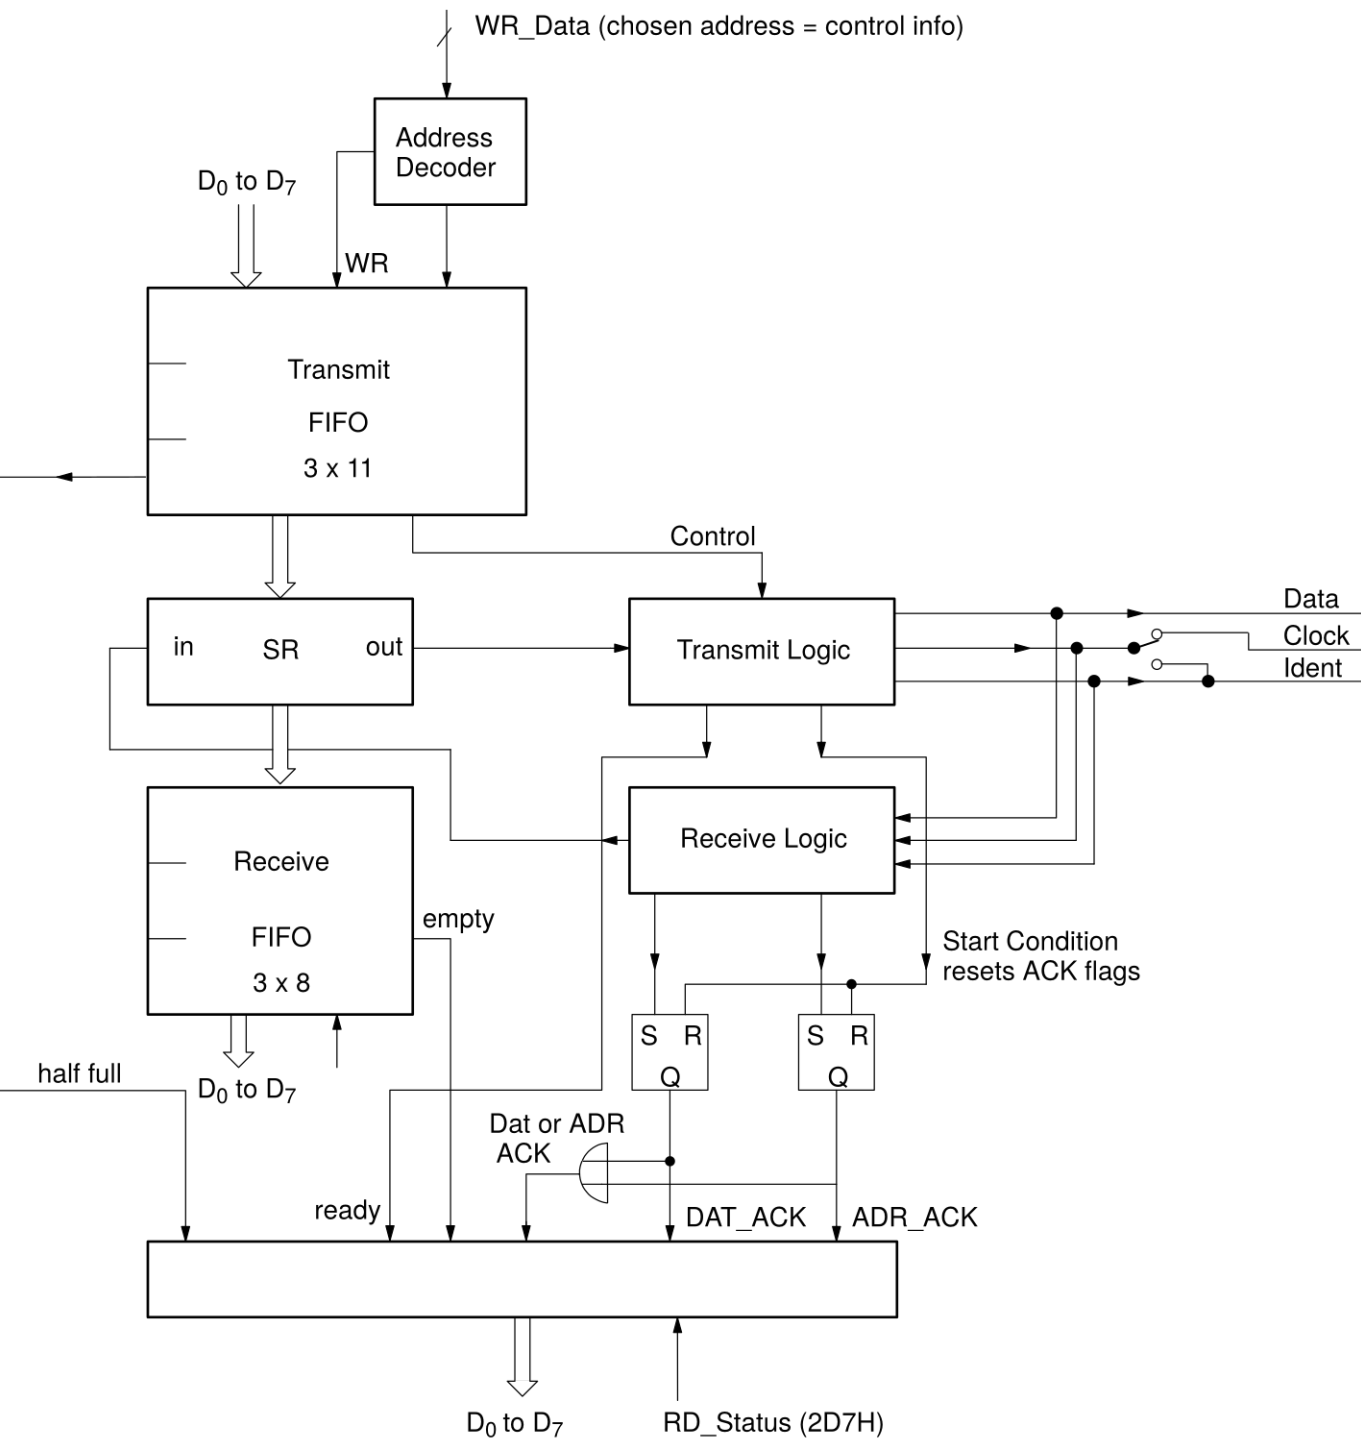 WR_Data (chosen address = control info)
Address
Decoder
D0 to D7
WR
Transmit
FIFO
3 x 11
Control
Data
Clock
Ident
in
SR
out
Transmit Logic
Receive Logic
Receive
FIFO
3 x 8
empty
Start Condition
resets ACK flags
S R
Q
S R
Q
half full
D0 to D7
Dat or ADR
ACK
ready
DAT_ACK
ADR_ACK
D0 to D7
RD_Status (2D7H)